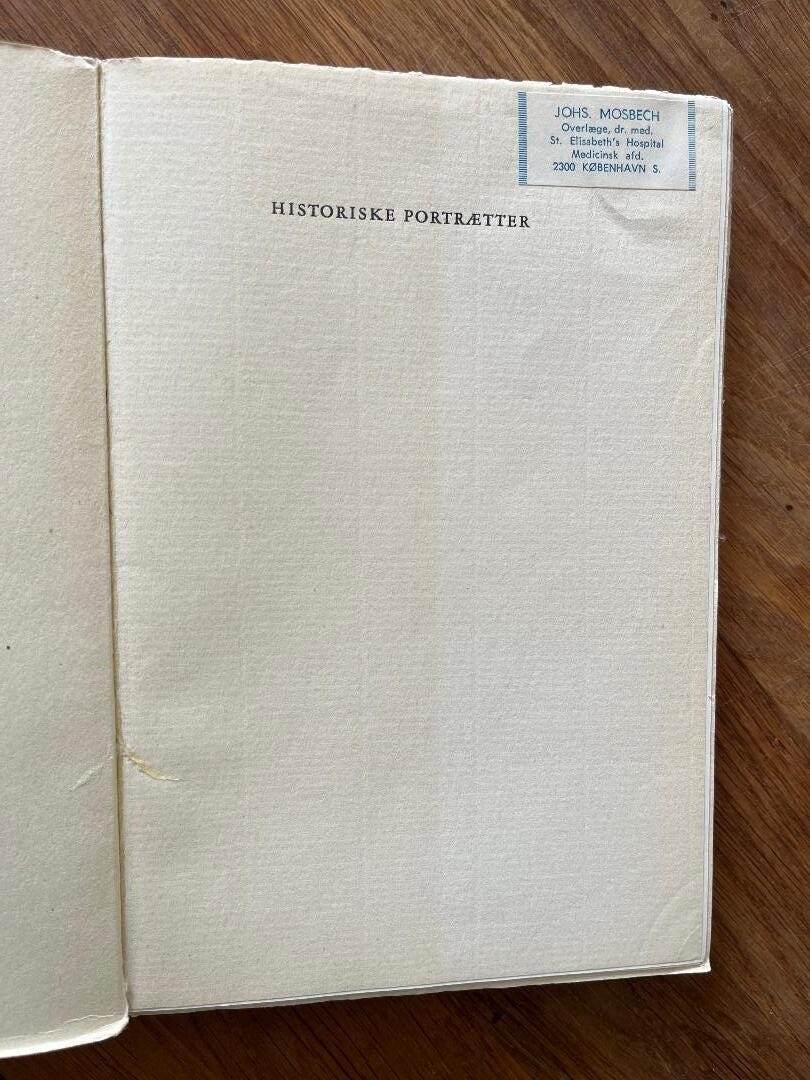 JOHS. MOSBECH
Overlæge, dr. med.
St. Elisabeth's Hospital
Medicinsk afd.
2300 KØBENHAVN S.
HISTORISKE PORTRÆTTER